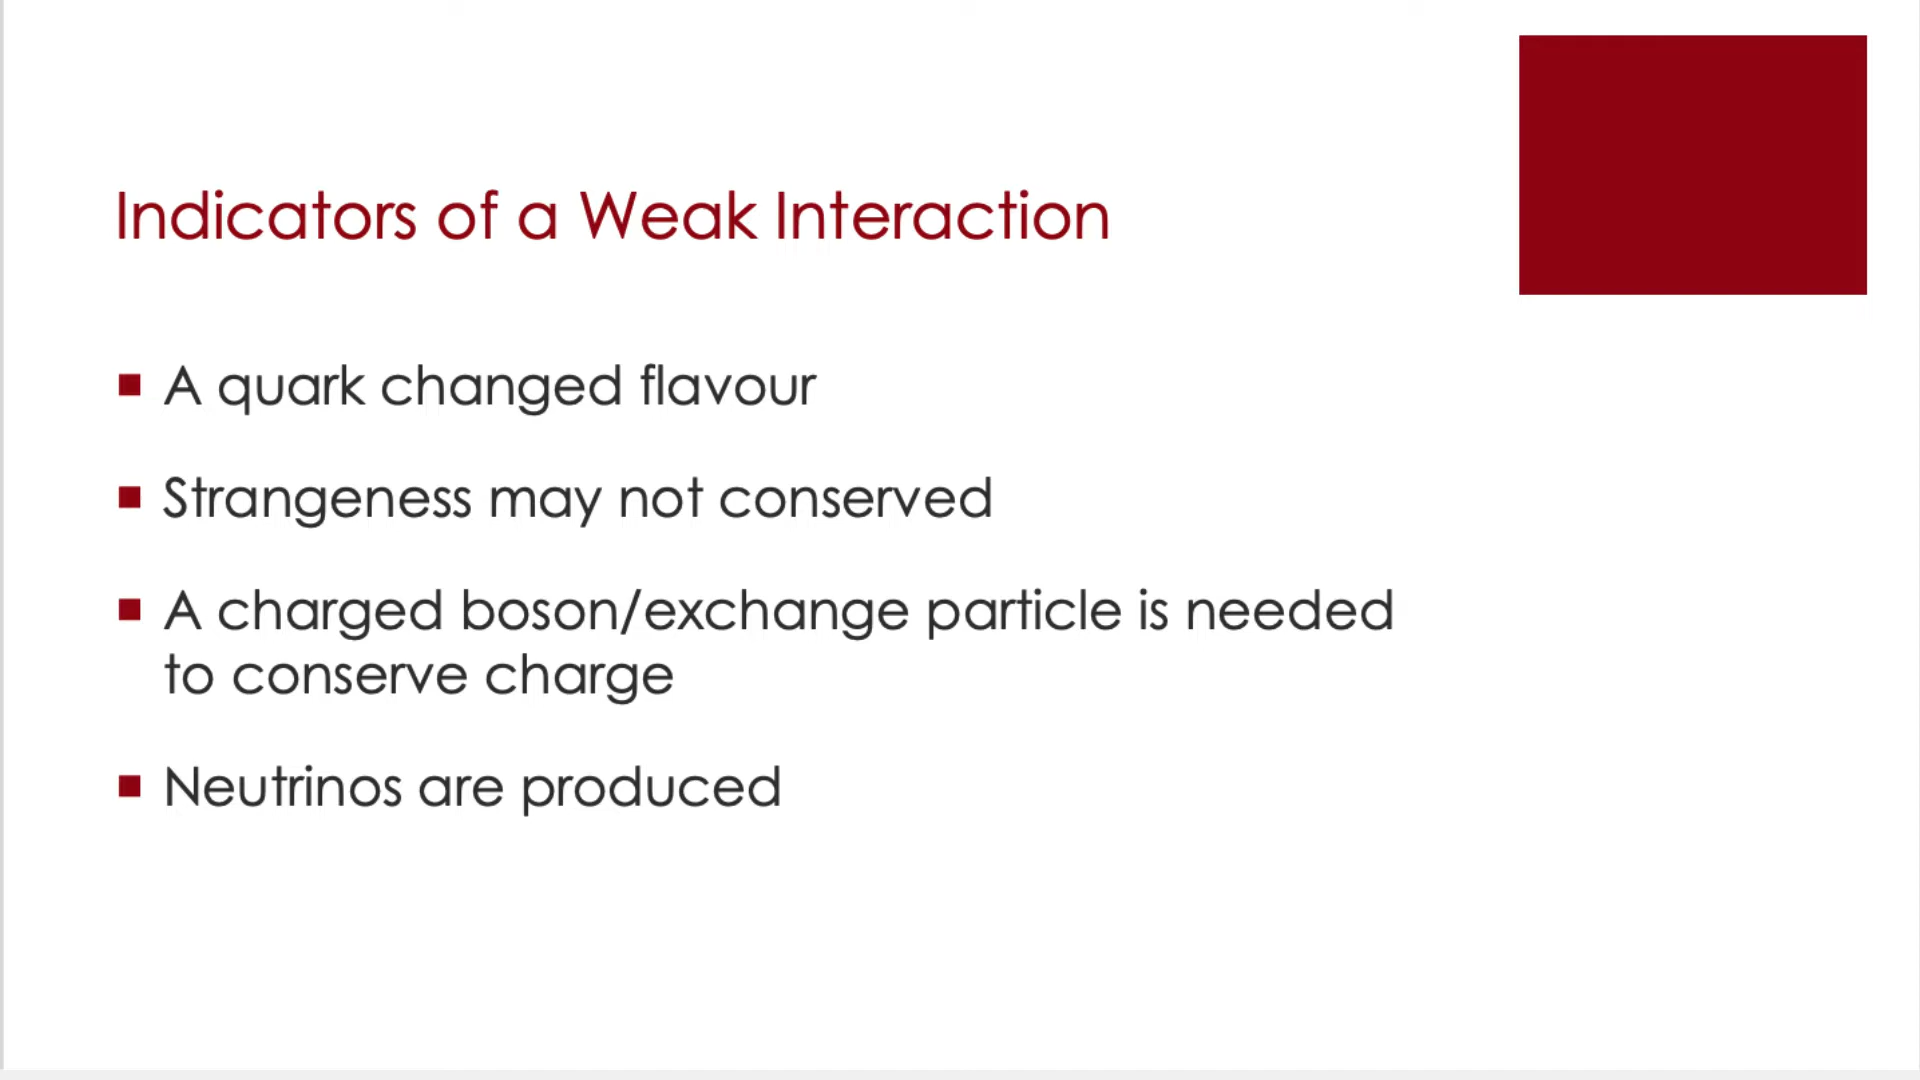 Indicators of a Weak Interaction
A quark changed flavour
Strangeness may not conserved
A charged boson/exchange particle is needed
to conserve charge
Neutrinos are produced